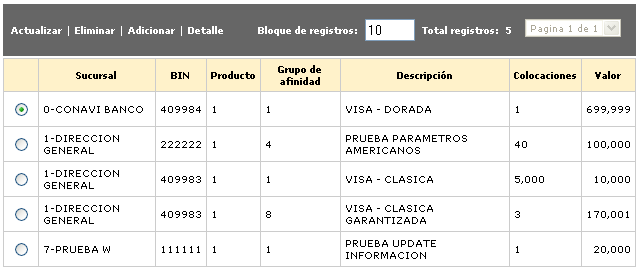 Actualizar | Eliminar | Adicionar | Detalle Bloque de registros: 10 Total registros: 5 Pagina 1 de 1
Sucursal BIN Producto Grupo de afinidad Descripción Colocaciones Valor
0-CONAVI BANCO 409984 1 1 VISA - DORADA 1 699,999
1-DIRECCION GENERAL 222222 1 4 PRUEBA PARAMETROS AMERICANOS 40 100,000
1-DIRECCION GENERAL 409983 1 1 VISA - CLASICA 5,000 10,000
1-DIRECCION GENERAL 409983 1 8 VISA - CLASICA GARANTIZADA 3 170,001
7-PRUEBA W 111111 1 1 PRUEBA UPDATE INFORMACION 1 20,000